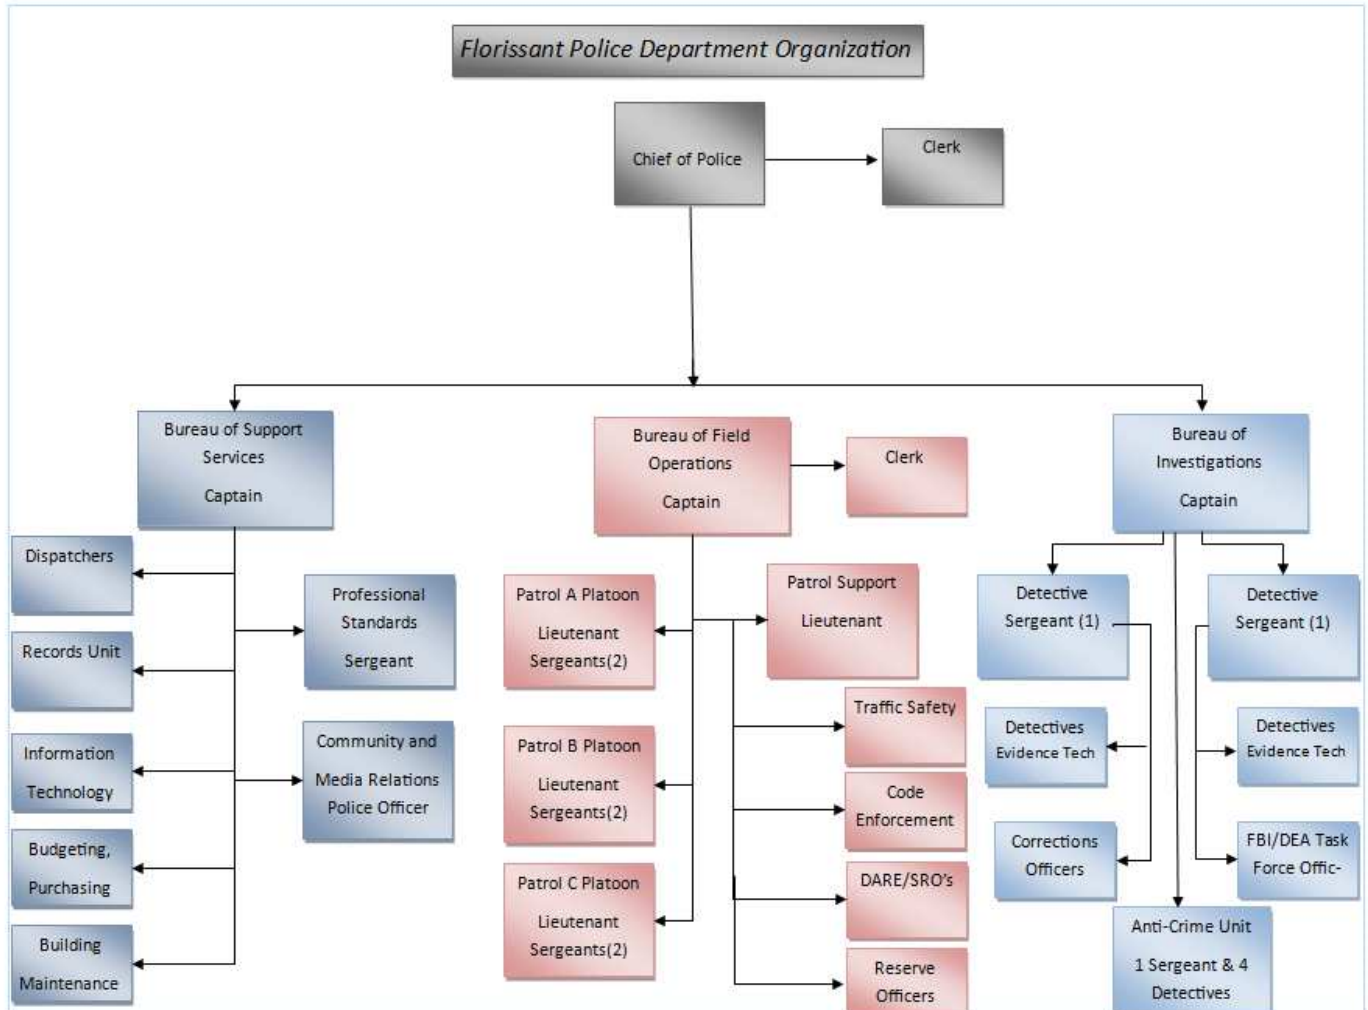 Florissant Police Department Organization
Chief of Police
Clerk
Bureau of Support
Services
Captain
Dispatchers
Records Unit
Information
Technology
Budgeting,
Purchasing
Building
Maintenance
Professional
Standards
Sergeant
Community and
Media Relations
Police Officer
Bureau of Field
Operations
Captain
Clerk
Patrol A Platoon
Lieutenant
Sergeants(2)
Patrol B Platoon
Lieutenant
Sergeants(2)
Patrol C Platoon
Lieutenant
Sergeants(2)
Patrol Support
Lieutenant
Traffic Safety
Code
Enforcement
DARE/SRO's
Reserve
Officers
Bureau of
Investigations
Captain
Detective
Sergeant (1)
Detectives
Evidence Tech
Corrections
Officers
Detective
Sergeant (1)
Detectives
Evidence Tech
FBI/DEA Task
Force Offic-
Anti-Crime Unit
1 Sergeant & 4
Detectives